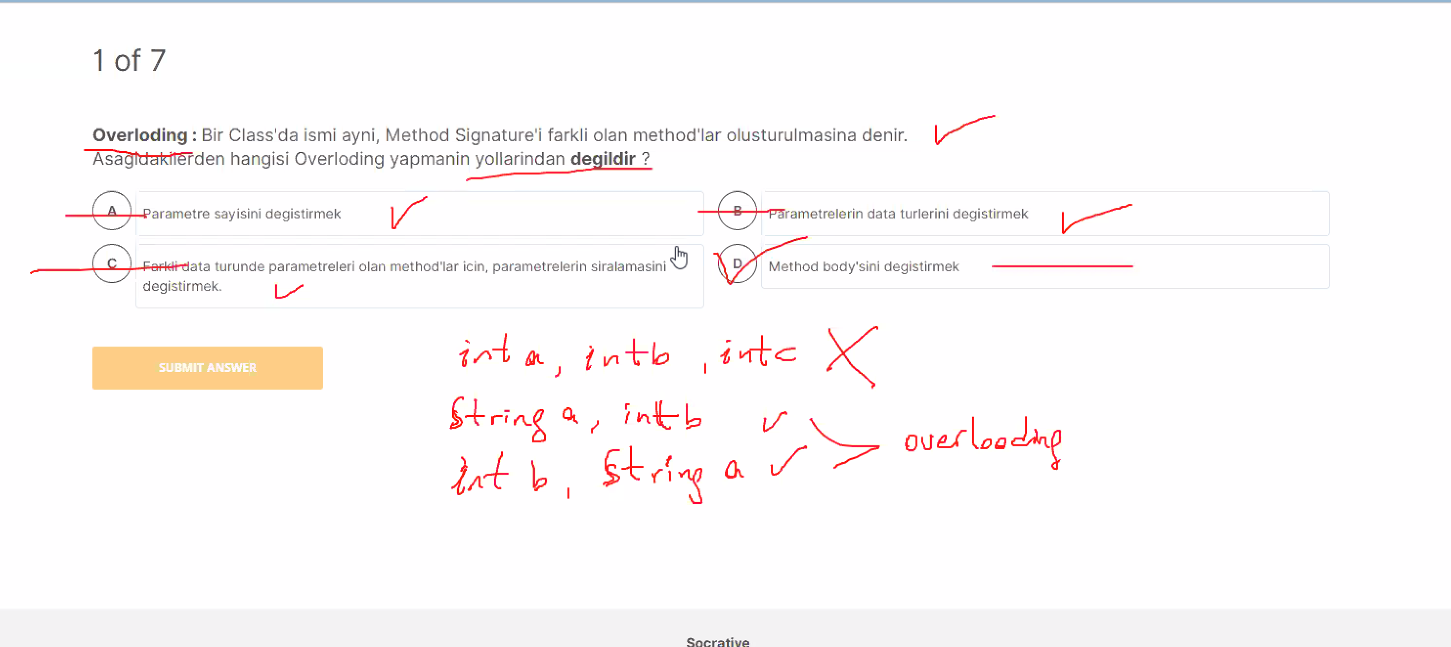 1 of 7
Overloding : Bir Class'da ismi ayni, Method Signature'i farkli olan method'lar olusturulmasina denir.
Asagidakilerden hangisi Overloding yapmanin yollarindan degildir ?
A Parametre sayisini degistirmek
B Parametrelerin data turlerini degistirmek
C Farkli data turunde parametreleri olan method'lar icin, parametrelerin siralamasini
degistirmek.
D Method body'sini degistirmek
SUBMIT ANSWER
int a, int b, int c
String a, int b
int b, String a
overloading
Socrative